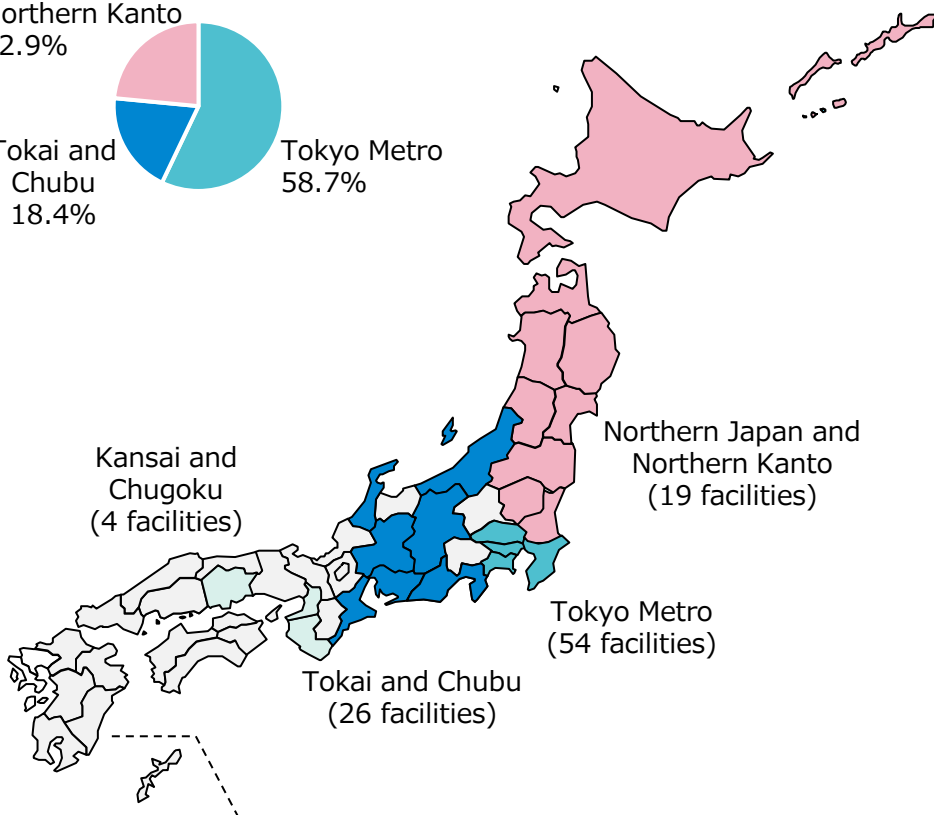 orthern Kanto
2.9%
Tokai and
Chubu
18.4%
Tokyo Metro
58.7%
Northern Japan and
Northern Kanto
(19 facilities)
Kansai and
Chugoku
(4 facilities)
Tokyo Metro
(54 facilities)
Tokai and Chubu
(26 facilities)